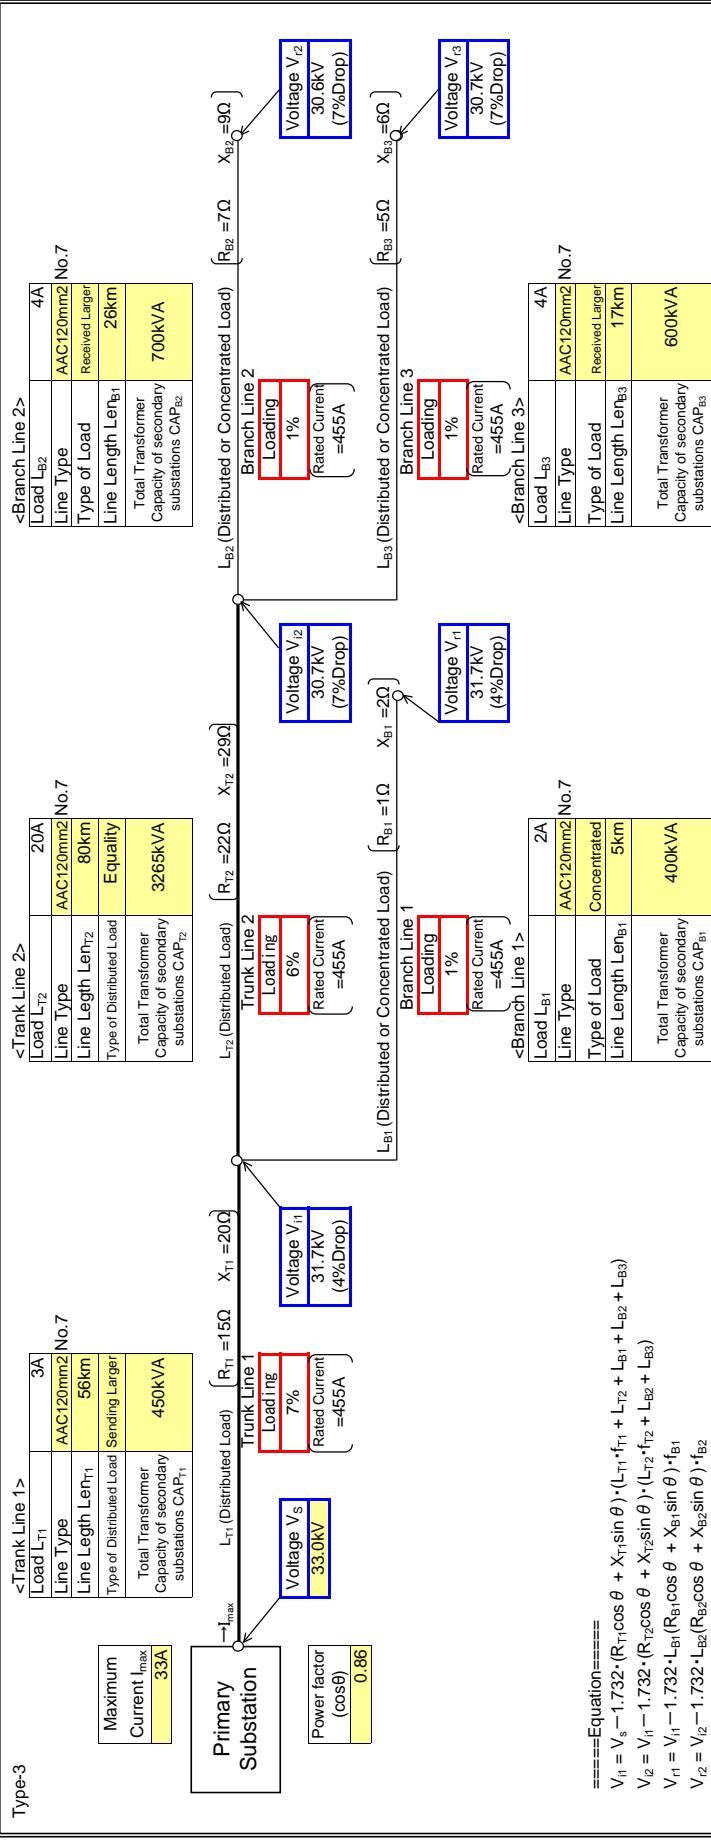 Type-3
Maximum
Current Imax
33A
Primary
Substation
→Imax
Power factor
(cosθ)
0.86
Voltage VS
33.0kV
<Trank Line 1>
Load LT1 3A
Line Type AAC120mm2 No.7
Line Legth LenT1 56km
Type of Distributed Load Sending Larger
Total Transformer
Capacity of secondary
substations CAPT1
450kVA
LT1 (Distributed Load)
RT1 =15Ω XT1 =20Ω
Trunk Line 1
Loading
7%
Rated Current
=455A
Voltage Vi1
31.7kV
(4%Drop)
<Trank Line 2>
Load LT2 20A
Line Type AAC120mm2 No.7
Line Legth LenT2 80km
Type of Distributed Load Equality
Total Transformer
Capacity of secondary
substations CAPT2
3265kVA
LT2 (Distributed Load)
RT2 =22Ω XT2 =29Ω
Trunk Line 2
Loading
6%
Rated Current
=455A
Voltage Vi2
30.7kV
(7%Drop)
LB1 (Distributed or Concentrated Load)
RB1 =1Ω XB1 =2Ω
Branch Line 1
Loading
1%
Rated Current
=455A
Voltage Vr1
31.7kV
(4%Drop)
<Branch Line 1>
Load LB1 2A
Line Type AAC120mm2 No.7
Type of Load Concentrated
Line Length LenB1 5km
Total Transformer
Capacity of secondary
substations CAPB1
400kVA
<Branch Line 2>
Load LB2 4A
Line Type AAC120mm2 No.7
Type of Load Received Larger
Line Length LenB1 26km
Total Transformer
Capacity of secondary
substations CAPB2
700kVA
LB2 (Distributed or Concentrated Load)
RB2 =7Ω XB2 =9Ω
Branch Line 2
Loading
1%
Rated Current
=455A
Voltage Vr2
30.6kV
(7%Drop)
LB3 (Distributed or Concentrated Load)
RB3 =5Ω XB3 =6Ω
Branch Line 3
Loading
1%
Rated Current
=455A
Voltage Vr3
30.7kV
(7%Drop)
<Branch Line 3>
Load LB3 4A
Line Type AAC120mm2 No.7
Type of Load Received Larger
Line Length LenB3 17km
Total Transformer
Capacity of secondary
substations CAPB3
600kVA
=====Equation=====
Vi1 = Vs－1.732・(RT1cos θ + XT1sin θ)・(LT1・fT1 + LT2 + LB1 + LB2 + LB3)
Vi2 = Vi1－1.732・(RT2cos θ + XT2sin θ)・(LT2・fT2 + LB2 + LB3)
Vr1 = Vi1－1.732・LB1(RB1cos θ + XB1sin θ)・fB1
Vr2 = Vi2－1.732・LB2(RB2cos θ + XB2sin θ)・fB2